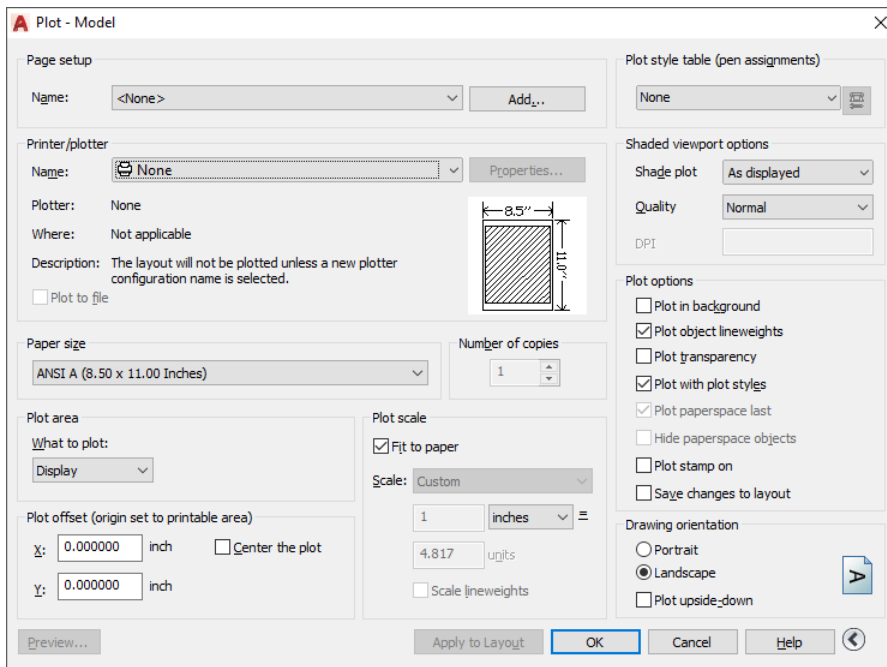 Plot - Model
Page setup
Name: <None> Add...
Plot style table (pen assignments)
None
Printer/plotter
Name: None Properties...
Plotter: None
Where: Not applicable
Description: The layout will not be plotted unless a new plotter
configuration name is selected.
Plot to file
8.5''
11.0''
Shaded viewport options
Shade plot As displayed
Quality Normal
DPI
Paper size
ANSI A (8.50 x 11.00 Inches)
Number of copies
1
Plot options
Plot in background
Plot object lineweights
Plot transparency
Plot with plot styles
Plot paperspace last
Hide paperspace objects
Plot stamp on
Save changes to layout
Plot area
What to plot:
Display
Plot scale
Fit to paper
Scale: Custom
1 inches =
4.817 units
Scale lineweights
Plot offset (origin set to printable area)
X: 0.000000 inch Center the plot
Y: 0.000000 inch
Drawing orientation
Portrait
Landscape
Plot upside-down
A
Preview... Apply to Layout OK Cancel Help